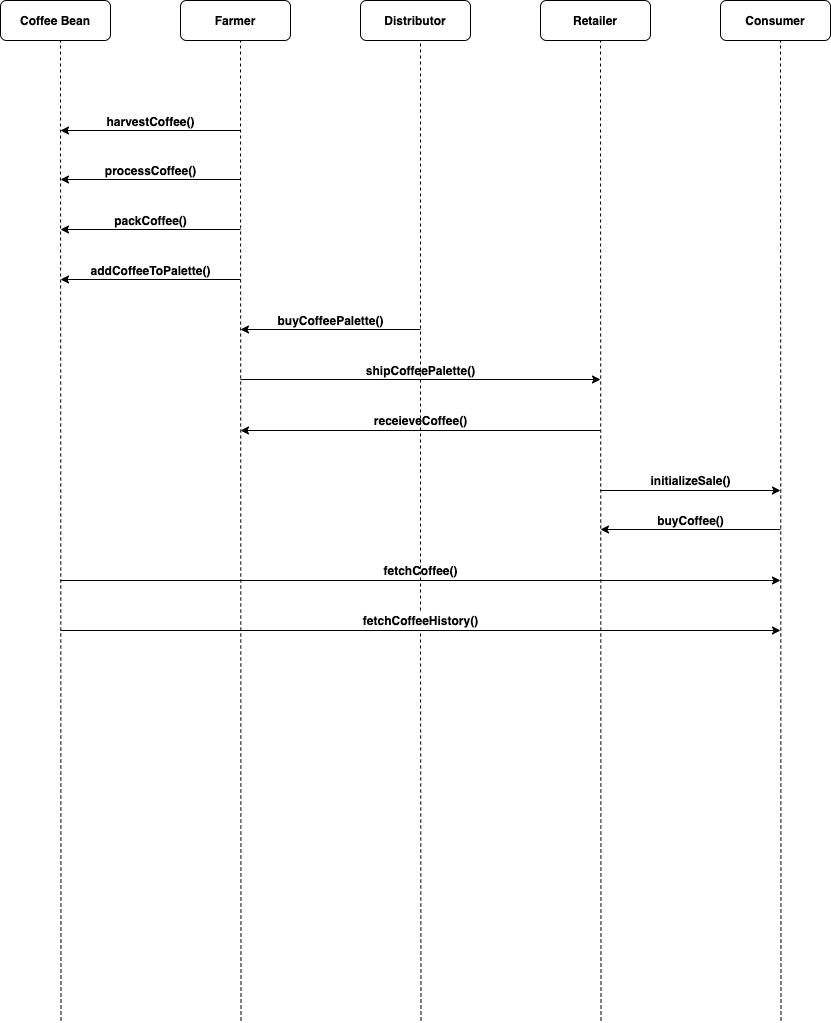 Coffee Bean
Farmer
Distributor
Retailer
Consumer
harvestCoffee()
processCoffee()
packCoffee()
addCoffeeToPalette()
buyCoffeePalette()
shipCoffeePalette()
receieveCoffee()
initializeSale()
buyCoffee()
fetchCoffee()
fetchCoffeeHistory()